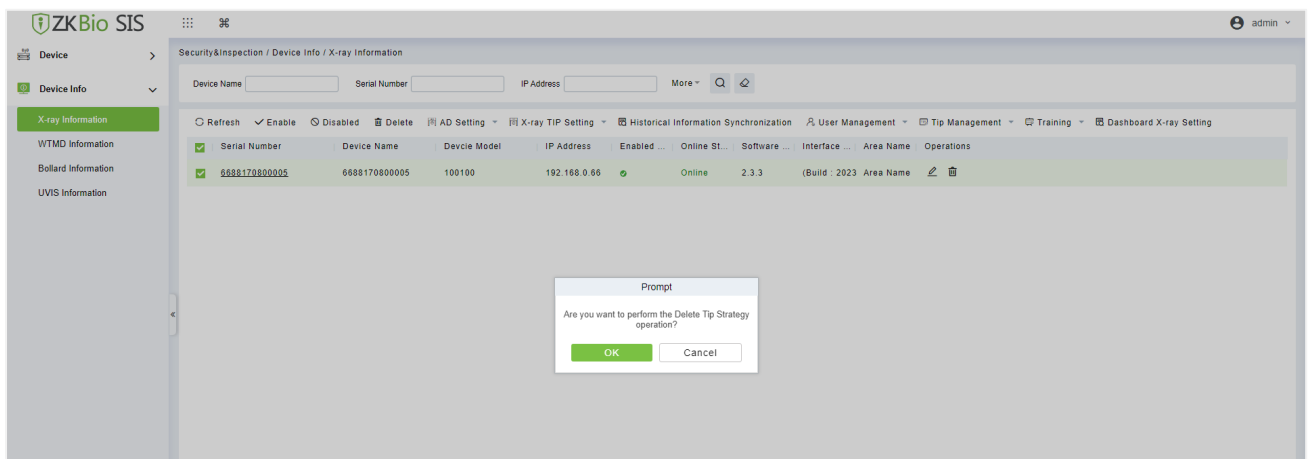 ZKBio SIS
admin
Device
Security&Inspection / Device Info / X-ray Information
Device Info
Device Name Serial Number IP Address More
X-ray Information
Refresh Enable Disabled Delete AD Setting X-ray TIP Setting Historical Information Synchronization User Management Tip Management Training Dashboard X-ray Setting
WTMD Information
Serial Number Device Name Devcie Model IP Address Enabled ... Online St... Software ... Interface ... Area Name Operations
Bollard Information
6688170800005 6688170800005 100100 192.168.0.66 Online 2.3.3 (Build : 2023 Area Name
UVIS Information
Prompt
Are you want to perform the Delete Tip Strategy
operation?
OK Cancel